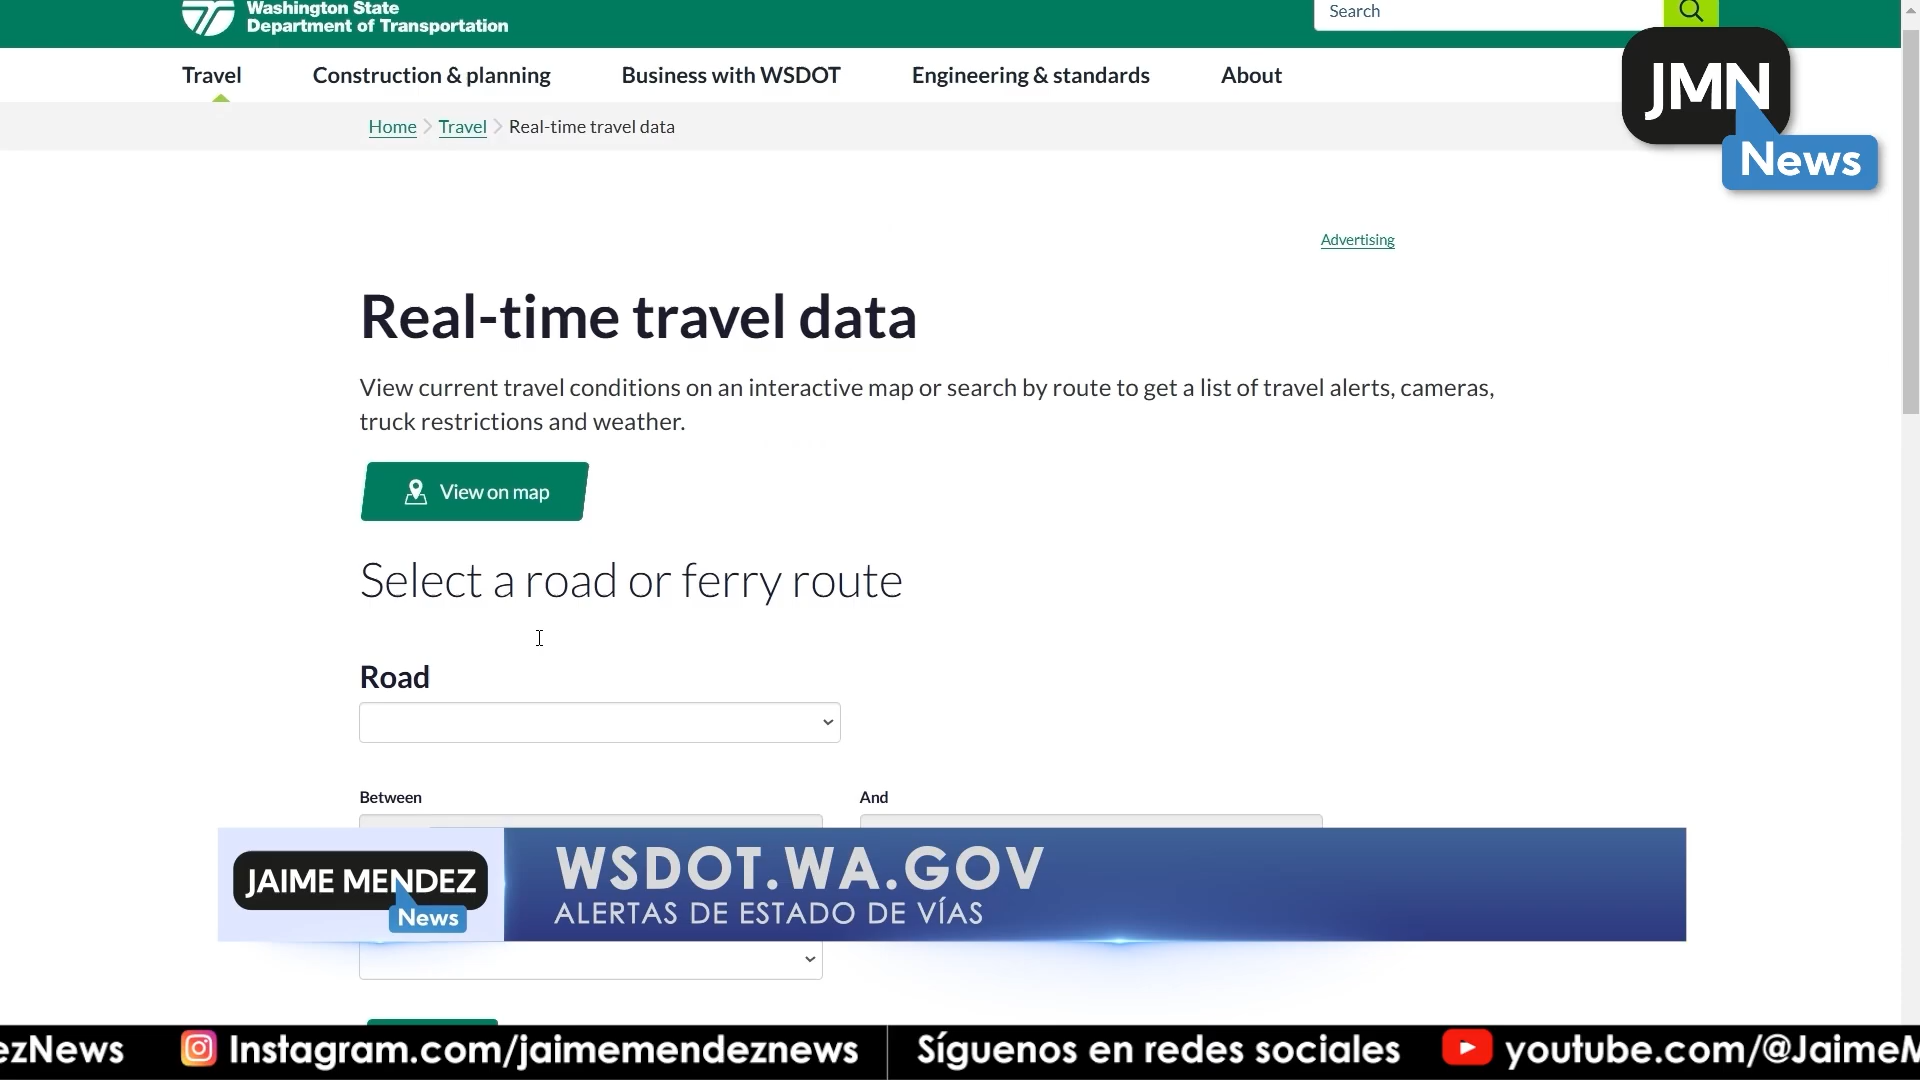 Washington State
Department of Transportation
Search
Travel
Construction & planning
Business with WSDOT
Engineering & standards
About
JMN
News
Home
Travel
Real-time travel data
Advertising
Real-time travel data
View current travel conditions on an interactive map or search by route to get a list of travel alerts, cameras,
truck restrictions and weather.
View on map
Select a road or ferry route
Road
Between
And
JAIME MENDEZ
News
WSDOT.WA.GOV
ALERTAS DE ESTADO DE VÍAS
ezNews
Instagram.com/jaimemendeznews
Síguenos en redes sociales
youtube.com/@JaimeM